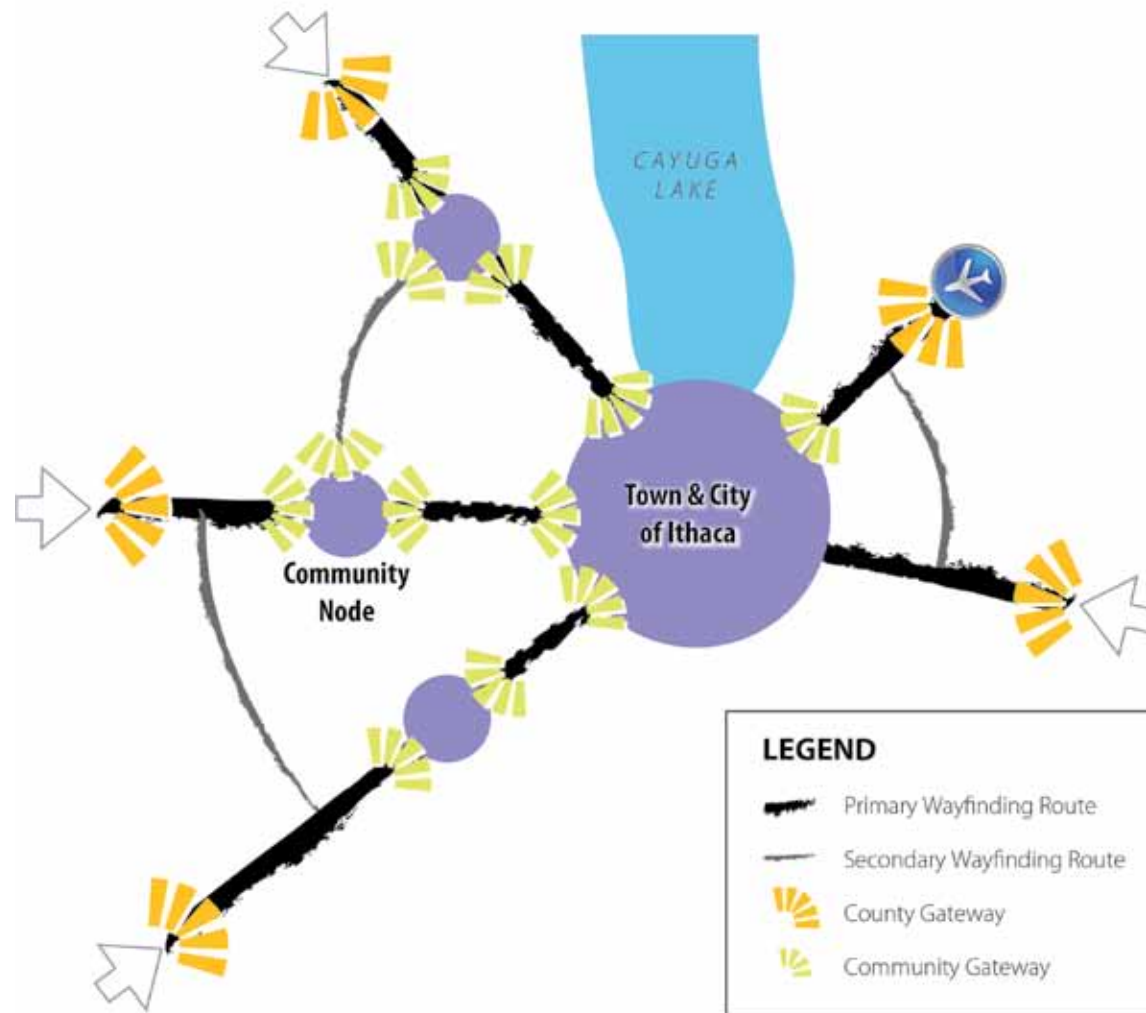 CAYUGA
LAKE
Town & City
of Ithaca
Community
Node
LEGEND
Primary Wayfinding Route
Secondary Wayfinding Route
County Gateway
Community Gateway